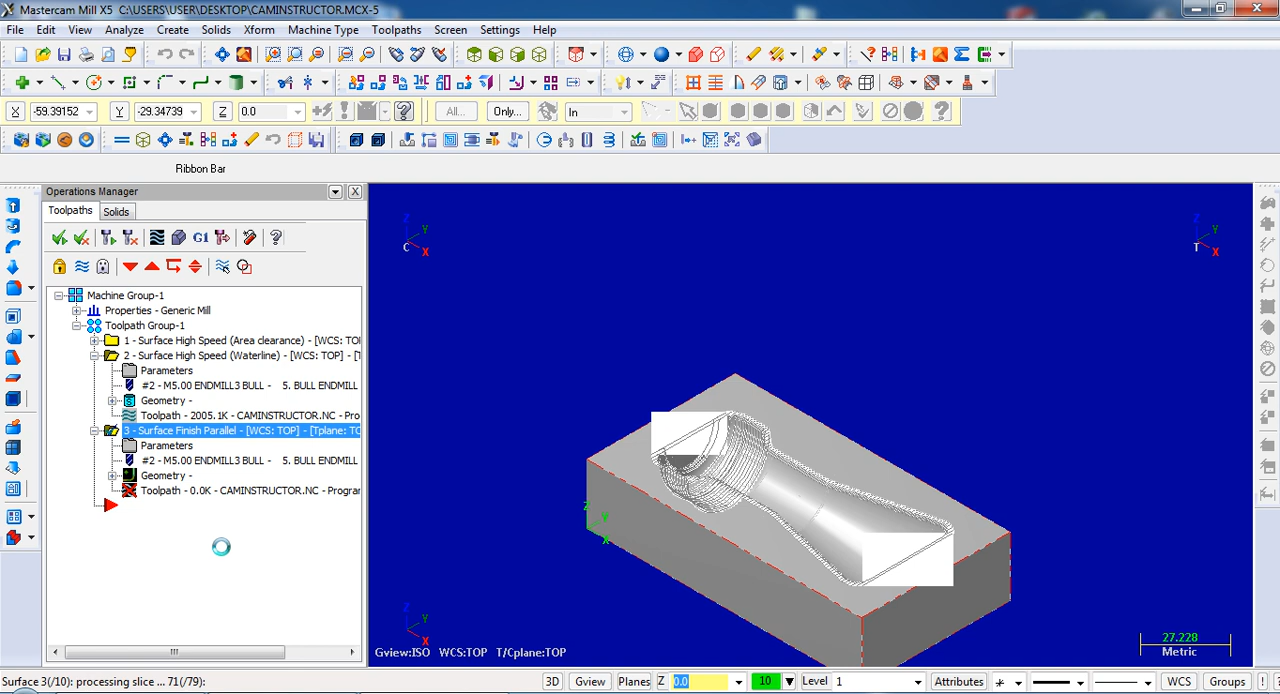 Mastercam Mill X5 C:\USERS\USER\DESKTOP\CAMINSTRUCTOR.MCX-5
File Edit View Analyze Create Solids Xform Machine Type Toolpaths Screen Settings Help
X -59.39152 Y -29.34739 Z 0.0 All... Only... In
Ribbon Bar
Operations Manager
Toolpaths Solids
G1
Machine Group-1
Properties - Generic Mill
Toolpath Group-1
1 - Surface High Speed (Area clearance) - [WCS: TOP
2 - Surface High Speed (Waterline) - [WCS: TOP] - [T
Parameters
#2 - M5.00 ENDMILL3 BULL - 5. BULL ENDMILL
Geometry -
Toolpath - 2005.1K - CAMINSTRUCTOR.NC - Pro
3 - Surface Finish Parallel - [WCS: TOP] - [Tplane: TO
Parameters
#2 - M5.00 ENDMILL3 BULL - 5. BULL ENDMILL
Geometry -
Toolpath - 0.0K - CAMINSTRUCTOR.NC - Progra
Z Y C X
Z Y T X
Z Y X
Z Y X
Gview:ISO WCS:TOP T/Cplane:TOP
27.228
Metric
Surface 3(/10): processing slice ... 71(/79):
3D Gview Planes Z 0.0 10 Level 1 Attributes WCS Groups ! ?